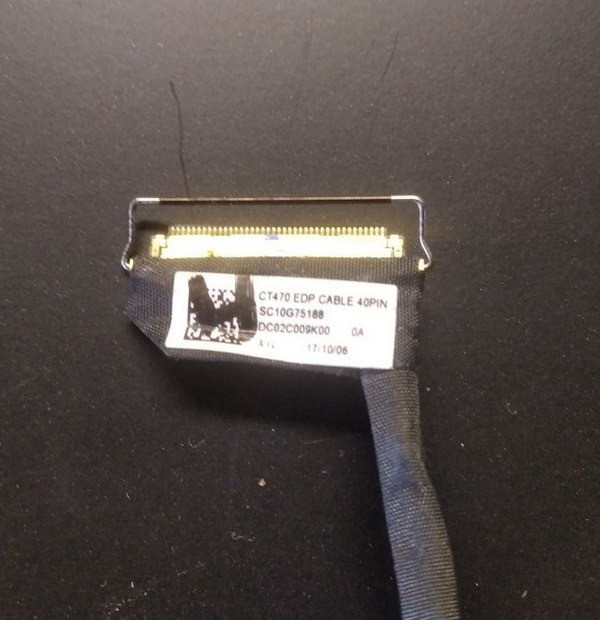 CT470 EDP CABLE 40PIN
SC10G75188
DC02C009K00 0A
17/10/06